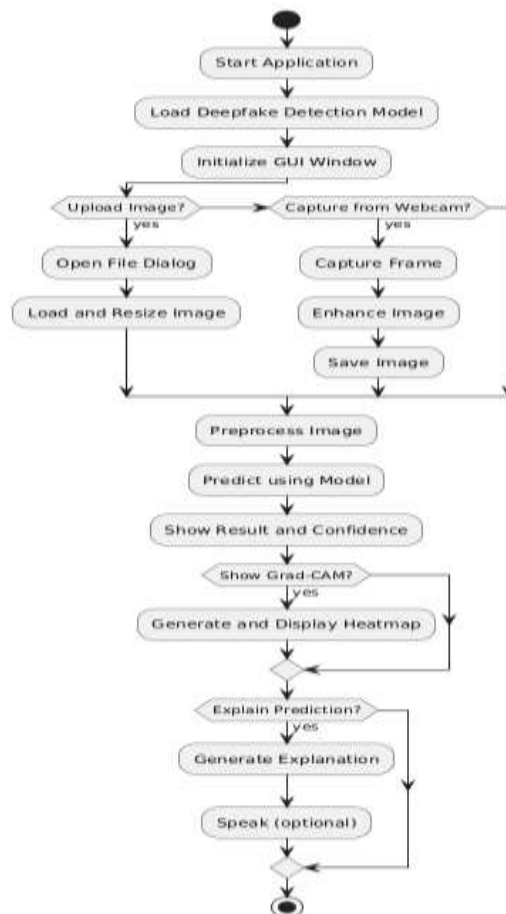 Start Application
Load Deepfake Detection Model
Initialize GUI Window
Upload Image?
Capture from Webcam?
yes
yes
Open File Dialog
Capture Frame
Load and Resize Image
Enhance Image
Save Image
Preprocess Image
Predict using Model
Show Result and Confidence
Show Grad-CAM?
yes
Generate and Display Heatmap
Explain Prediction?
yes
Generate Explanation
Speak (optional)